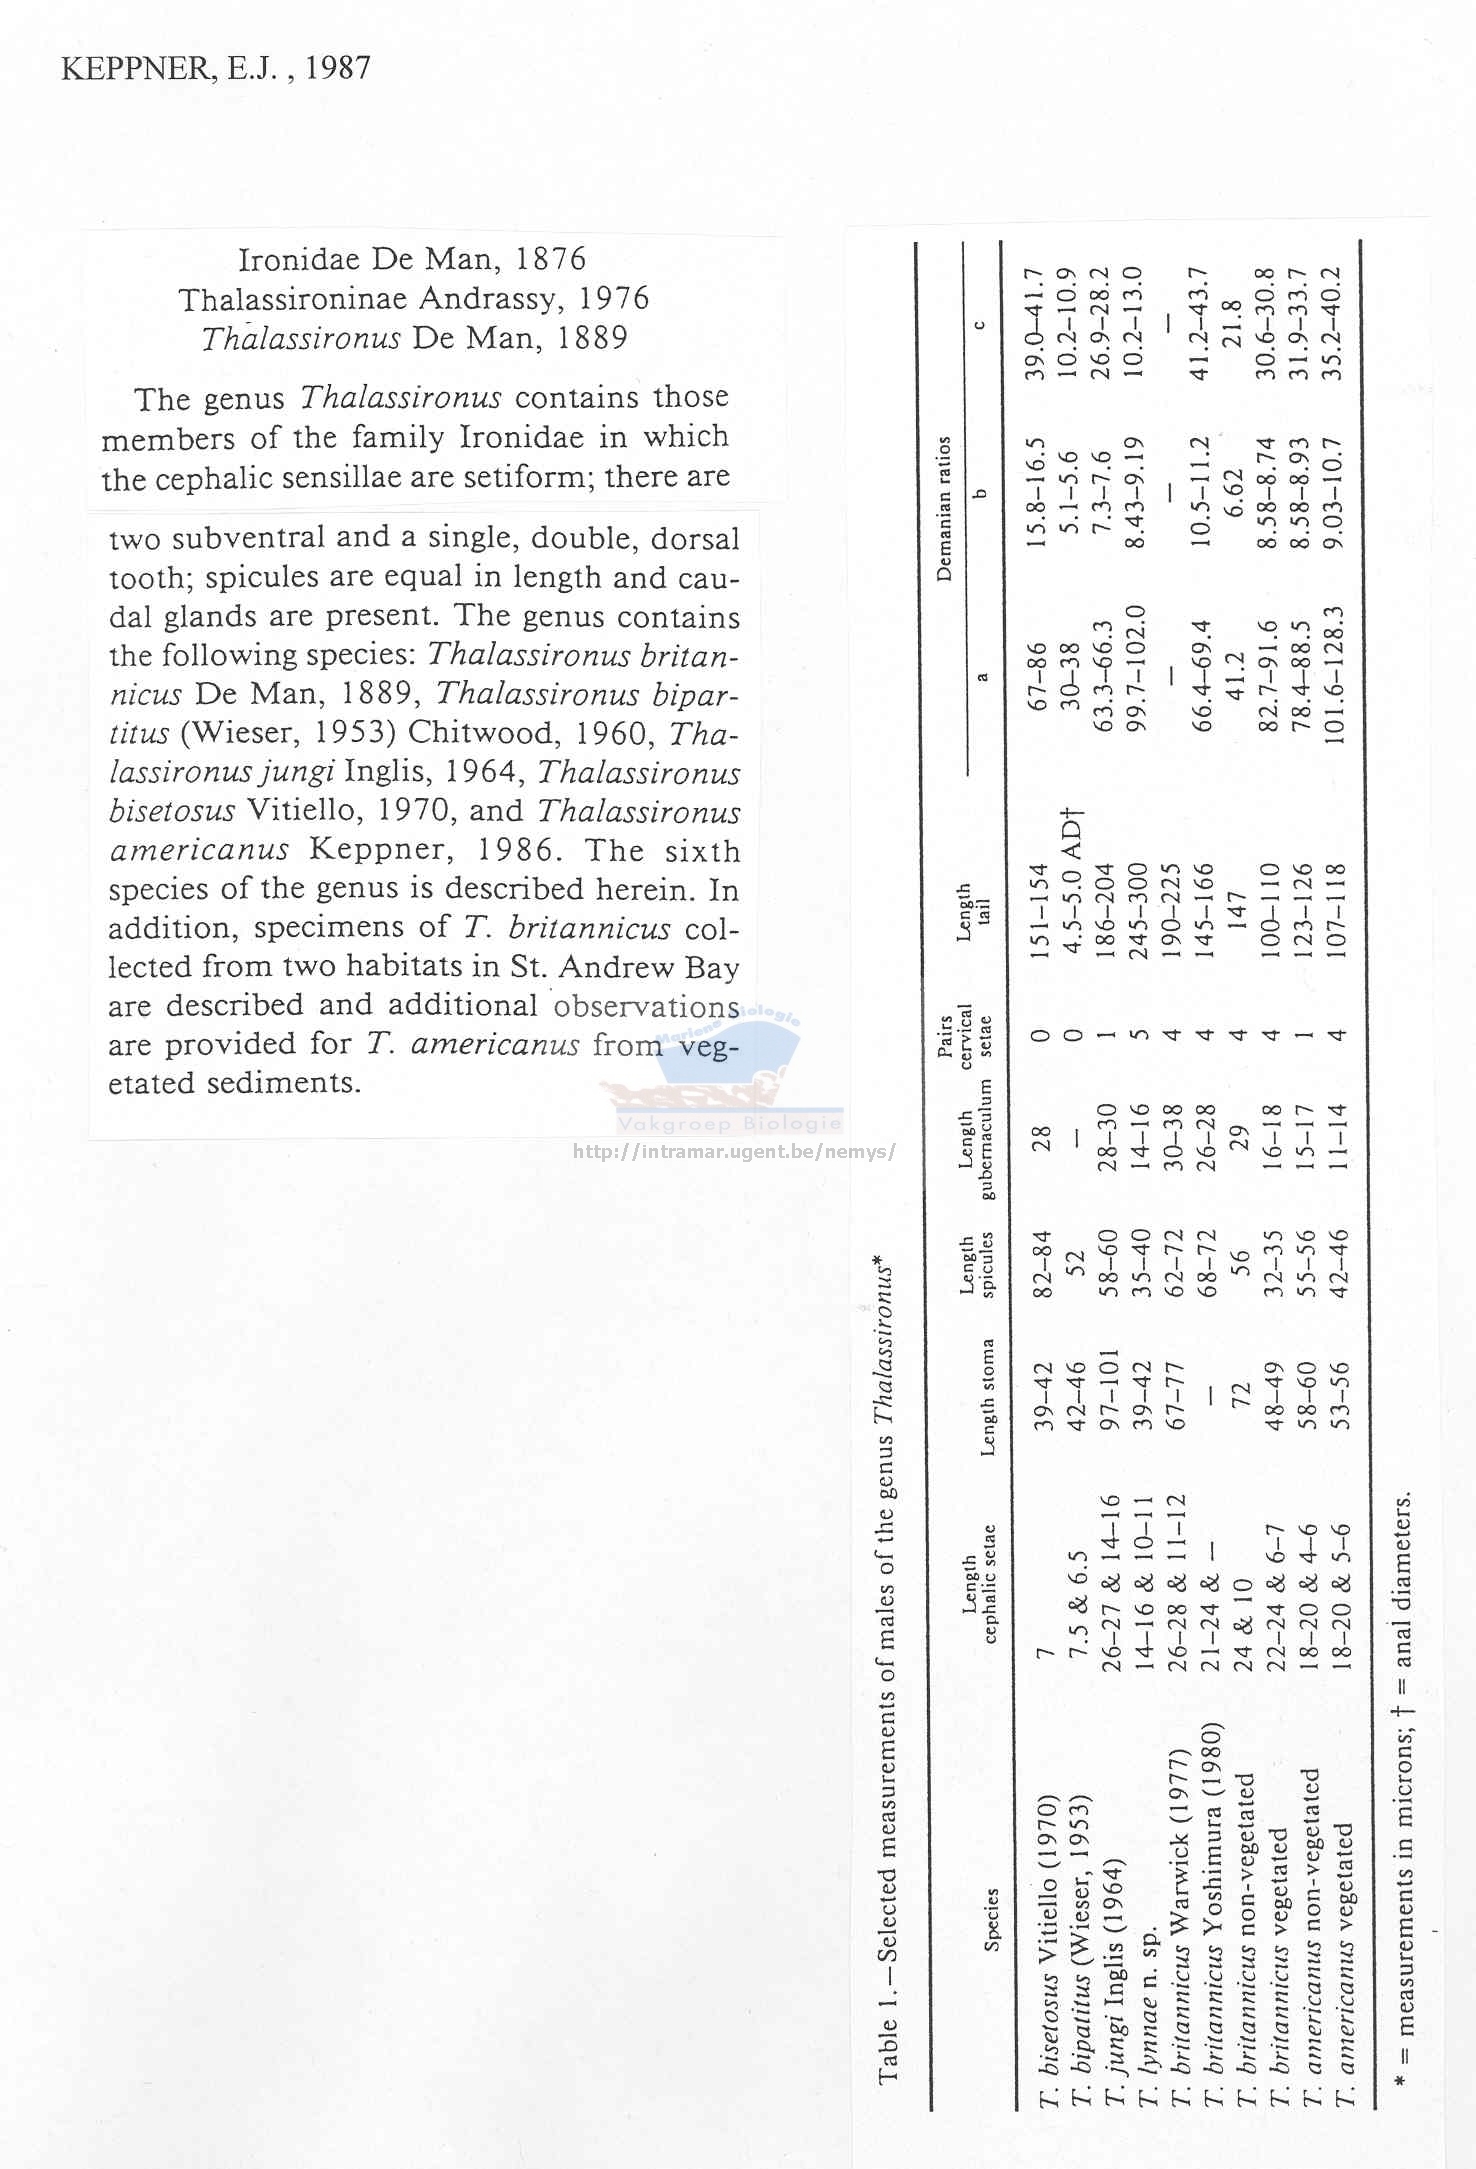 KEPPNER, E.J. , 1987
Ironidae De Man, 1876
Thalassironinae Andrassy, 1976
Thalassironus De Man, 1889
The genus Thalassironus contains those
members of the family Ironidae in which
the cephalic sensillae are setiform; there are
two subventral and a single, double, dorsal
tooth; spicules are equal in length and cau-
dal glands are present. The genus contains
the following species: Thalassironus britan-
nicus De Man, 1889, Thalassironus bipar-
titus (Wieser, 1953) Chitwood, 1960, Tha-
lassironus jungi Inglis, 1964, Thalassironus
bisetosus Vitiello, 1970, and Thalassironus
americanus Keppner, 1986. The sixth
species of the genus is described herein. In
addition, specimens of T. britannicus col-
lected from two habitats in St. Andrew Bay
are described and additional observations
are provided for T. americanus from veg-
etated sediments.
Mariene Biologie
Vakgroep Biologie
http://intramar.ugent.be/nemys/
Table 1.—Selected measurements of males of the genus Thalassironus*
Species Length cephalic setae Length stoma Length spicules Length gubernaculum Pairs cervical setae Length tail Demanian ratios a b c
T. bisetosus Vitiello (1970) 7 39–42 82–84 28 0 151–154 67–86 15.8–16.5 39.0–41.7
T. bipatitus (Wieser, 1953) 7.5 & 6.5 42–46 52 — 0 4.5–5.0 AD† 30–38 5.1–5.6 10.2–10.9
T. jungi Inglis (1964) 26–27 & 14–16 97–101 58–60 28–30 1 186–204 63.3–66.3 7.3–7.6 26.9–28.2
T. lynnae n. sp. 14–16 & 10–11 39–42 35–40 14–16 5 245–300 99.7–102.0 8.43–9.19 10.2–13.0
T. britannicus Warwick (1977) 26–28 & 11–12 67–77 62–72 30–38 4 190–225 — — —
T. britannicus Yoshimura (1980) 21–24 & — — 68–72 26–28 4 145–166 66.4–69.4 10.5–11.2 41.2–43.7
T. britannicus non-vegetated 24 & 10 72 56 29 4 147 41.2 6.62 21.8
T. britannicus vegetated 22–24 & 6–7 48–49 32–35 16–18 4 100–110 82.7–91.6 8.58–8.74 30.6–30.8
T. americanus non-vegetated 18–20 & 4–6 58–60 55–56 15–17 1 123–126 78.4–88.5 8.58–8.93 31.9–33.7
T. americanus vegetated 18–20 & 5–6 53–56 42–46 11–14 4 107–118 101.6–128.3 9.03–10.7 35.2–40.2
* = measurements in microns; † = anal diameters.